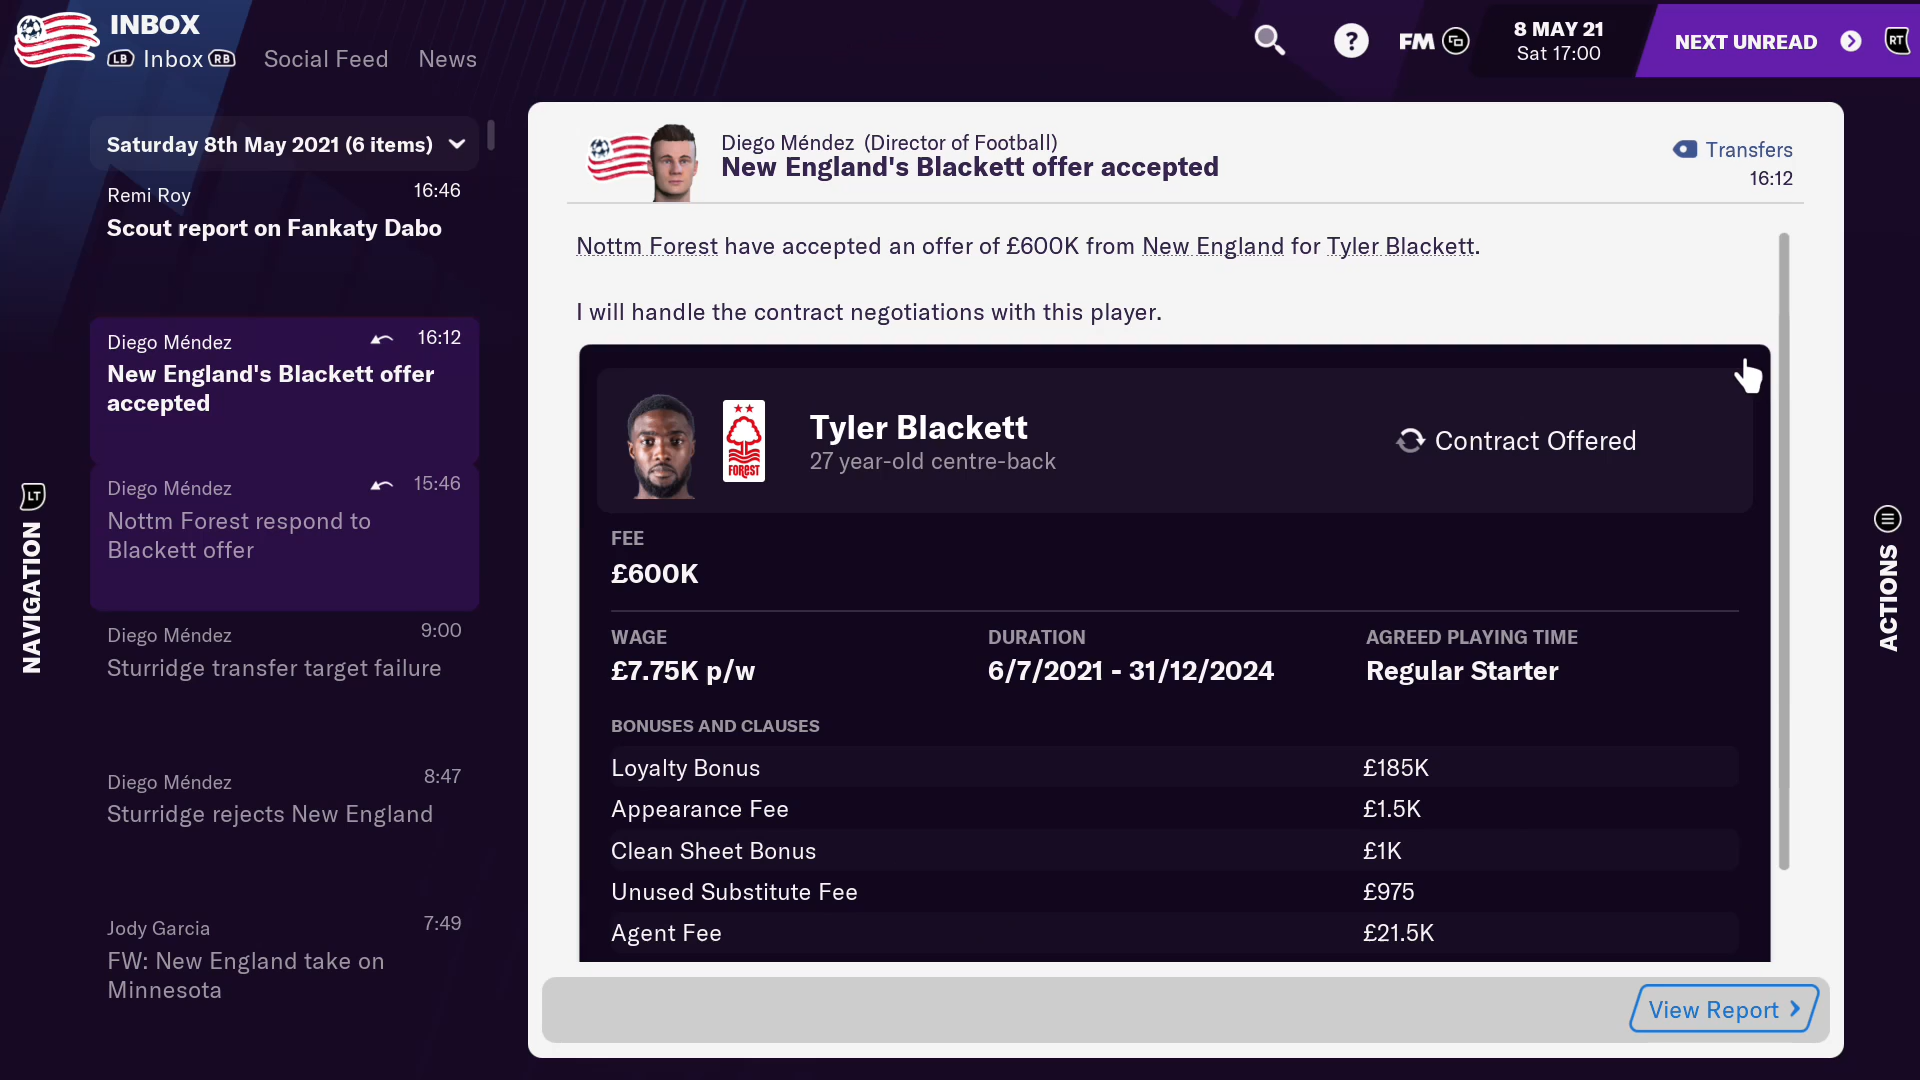 INBOX
LB Inbox RB
Social Feed
News
?
FM
8 MAY 21
Sat 17:00
NEXT UNREAD
RT
Saturday 8th May 2021 (6 items)
Remi Roy
16:46
Scout report on Fankaty Dabo
Diego Méndez
16:12
New England's Blackett offer
accepted
Diego Méndez
15:46
Nottm Forest respond to
Blackett offer
Diego Méndez
9:00
Sturridge transfer target failure
Diego Méndez
8:47
Sturridge rejects New England
Jody Garcia
7:49
FW: New England take on
Minnesota
LT
NAVIGATION
Diego Méndez (Director of Football)
New England's Blackett offer accepted
Transfers
16:12
Nottm Forest have accepted an offer of £600K from New England for Tyler Blackett.
I will handle the contract negotiations with this player.
FOREST
Tyler Blackett
27 year-old centre-back
Contract Offered
FEE
£600K
WAGE
£7.75K p/w
DURATION
6/7/2021 - 31/12/2024
AGREED PLAYING TIME
Regular Starter
BONUSES AND CLAUSES
Loyalty Bonus
£185K
Appearance Fee
£1.5K
Clean Sheet Bonus
£1K
Unused Substitute Fee
£975
Agent Fee
£21.5K
View Report
ACTIONS